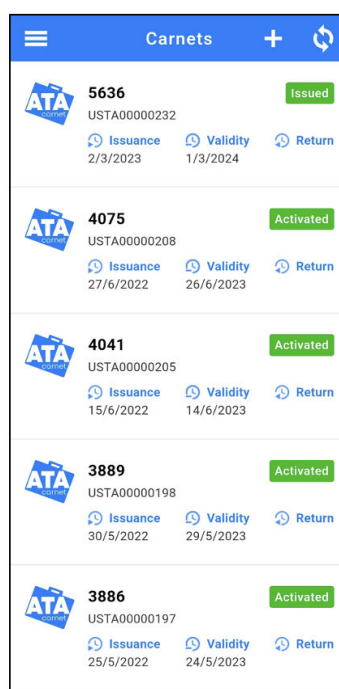 Carnets
ATA carnet
5636 Issued
USTA00000232
Issuance Validity Return
2/3/2023 1/3/2024
ATA carnet
4075 Activated
USTA00000208
Issuance Validity Return
27/6/2022 26/6/2023
ATA carnet
4041 Activated
USTA00000205
Issuance Validity Return
15/6/2022 14/6/2023
ATA carnet
3889 Activated
USTA00000198
Issuance Validity Return
30/5/2022 29/5/2023
ATA carnet
3886 Activated
USTA00000197
Issuance Validity Return
25/5/2022 24/5/2023